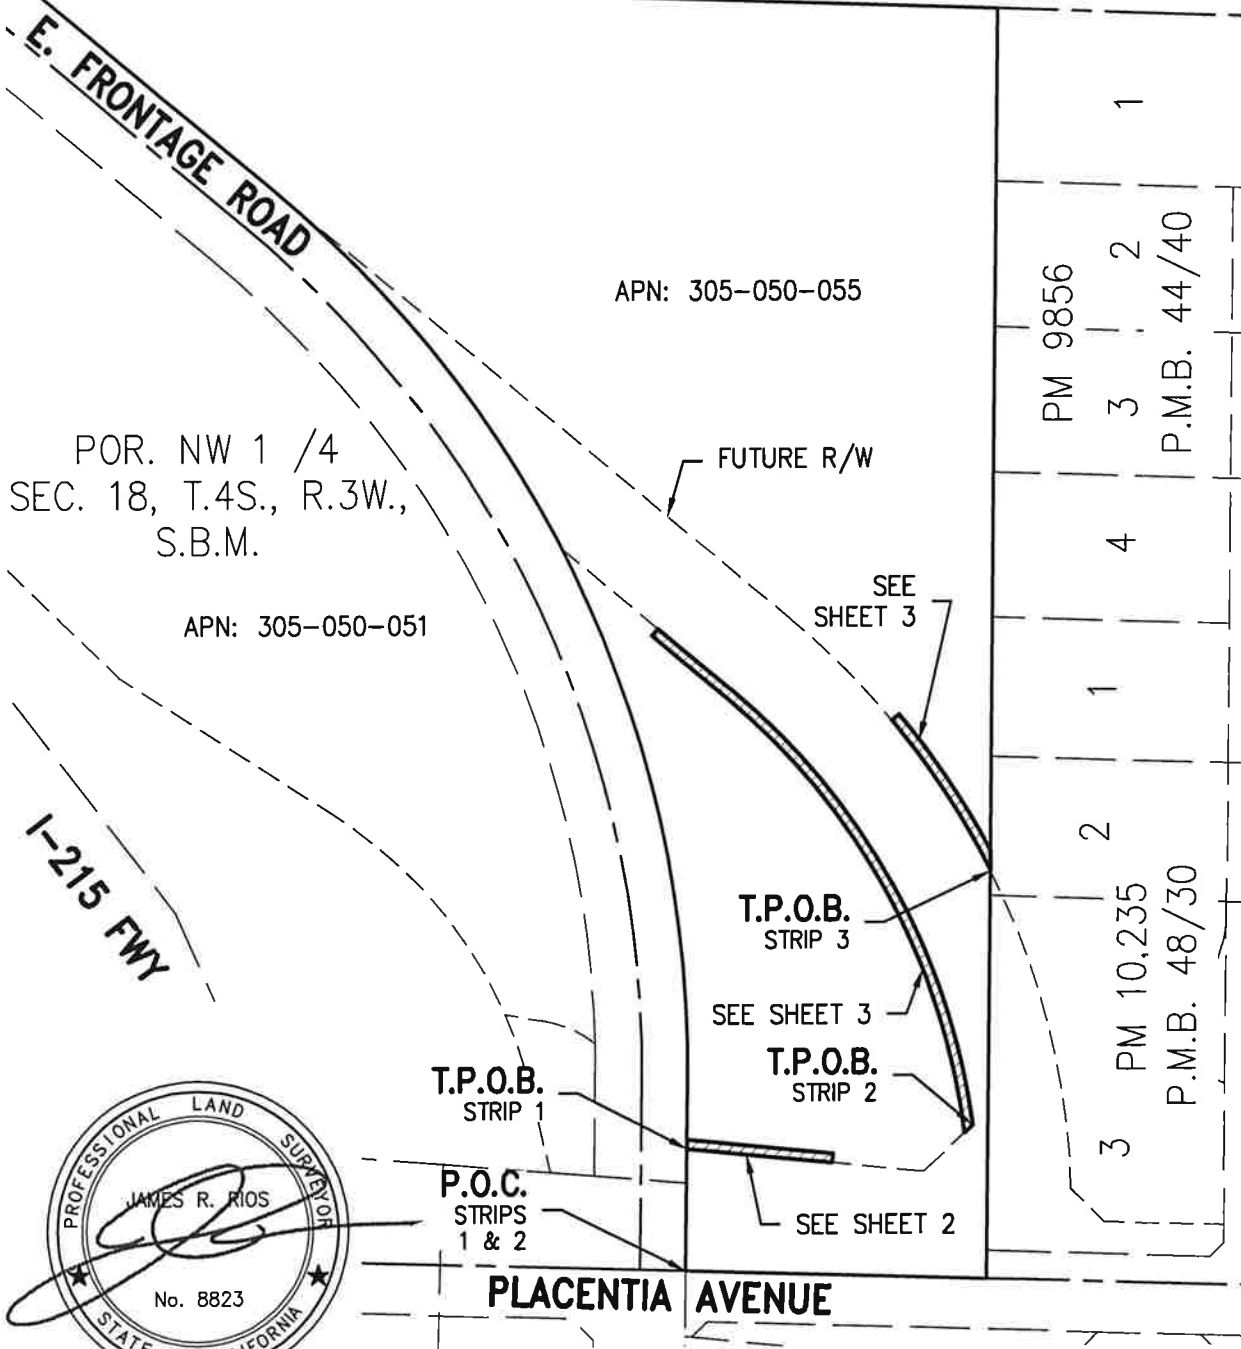 E. FRONTAGE ROAD
APN: 305-050-055
1
2
3
PM 9856
P.M.B. 44/40
4
FUTURE R/W
POR. NW 1 /4
SEC. 18, T.4S., R.3W.,
S.B.M.
APN: 305-050-051
SEE
SHEET 3
1
2
3
PM 10,235
P.M.B. 48/30
I-215 FWY
T.P.O.B.
STRIP 3
SEE SHEET 3
T.P.O.B.
STRIP 2
T.P.O.B.
STRIP 1
P.O.C.
STRIPS
1 & 2
SEE SHEET 2
PLACENTIA AVENUE
PROFESSIONAL LAND SURVEYOR
JAMES R. RIOS
No. 8823
STATE